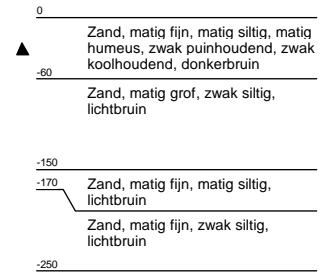 0
Zand, matig fijn, matig siltig, matig
humeus, zwak puinhoudend, zwak
koolhoudend, donkerbruin
-60
Zand, matig grof, zwak siltig,
lichtbruin
-150
-170
Zand, matig fijn, matig siltig,
lichtbruin
Zand, matig fijn, zwak siltig,
lichtbruin
-250